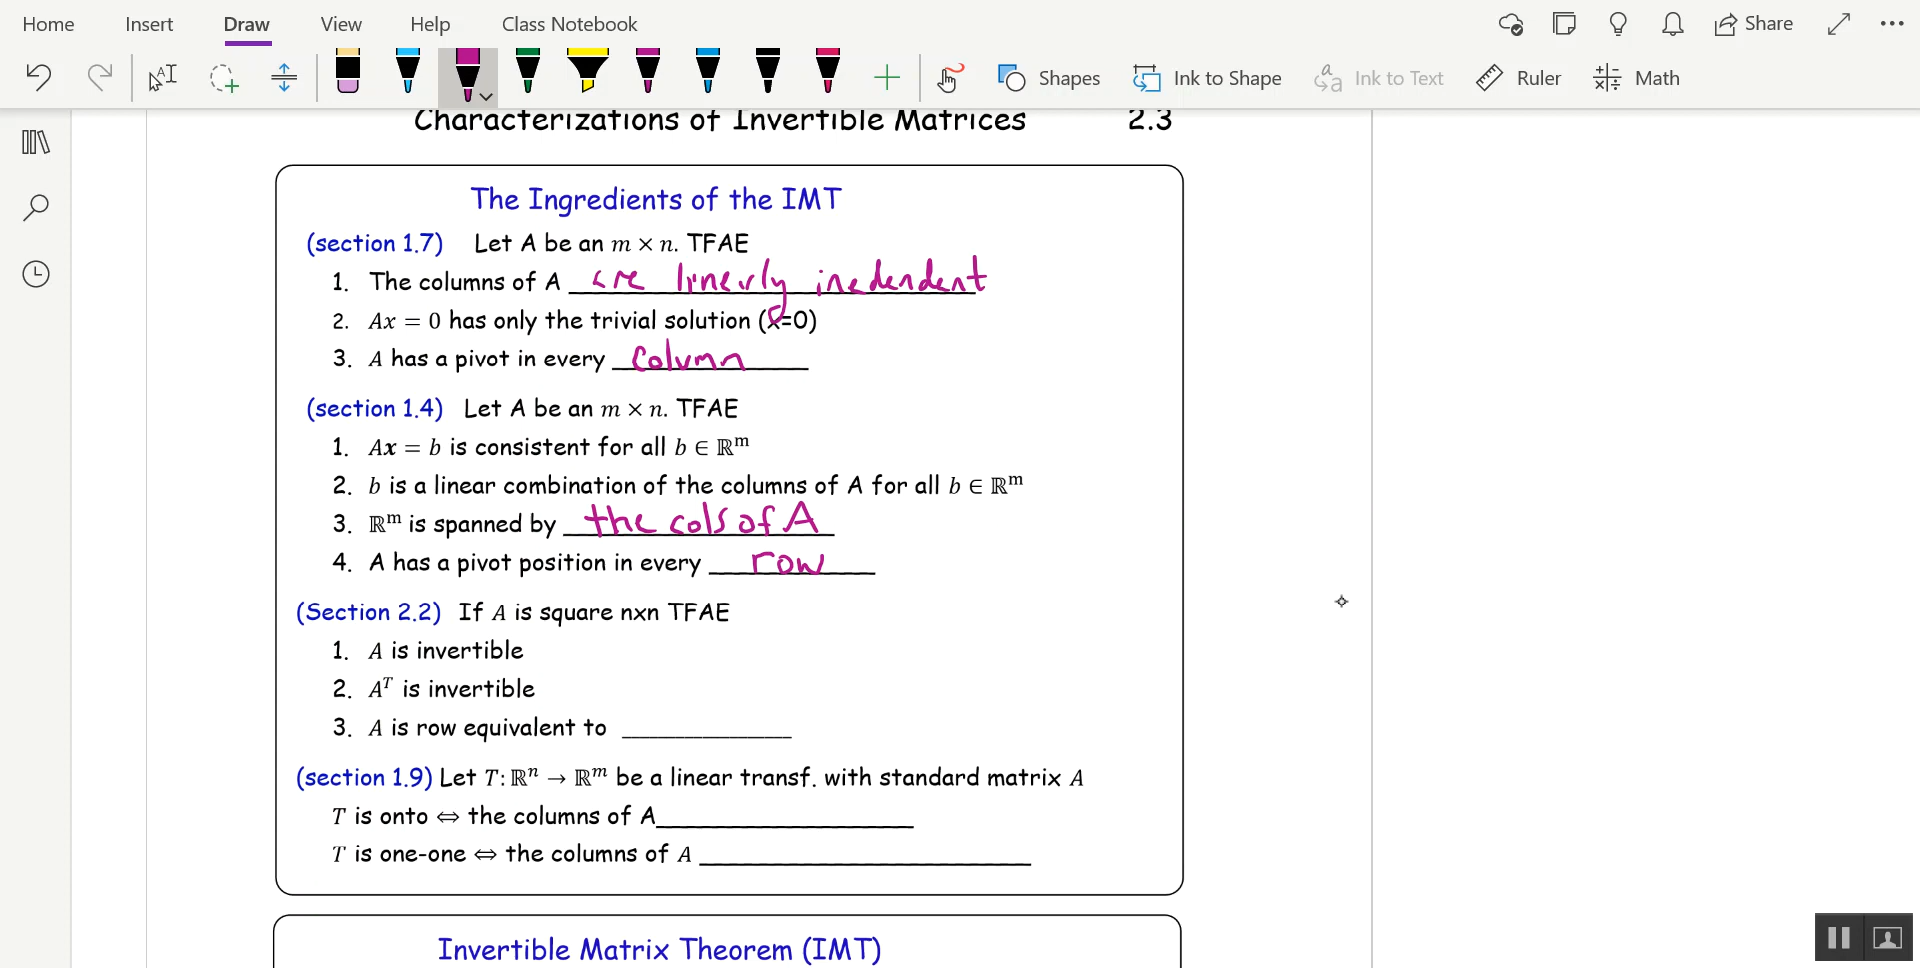 Home Insert Draw View Help Class Notebook Share
Shapes Ink to Shape Ink to Text Ruler Math
Characterizations of Invertible Matrices 2.3
The Ingredients of the IMT
(section 1.7) Let A be an m × n. TFAE
1. The columns of A are linerly inedendent
2. Ax = 0 has only the trivial solution (x=0)
3. A has a pivot in every column
(section 1.4) Let A be an m × n. TFAE
1. Ax = b is consistent for all b ∈ ℝᵐ
2. b is a linear combination of the columns of A for all b ∈ ℝᵐ
3. ℝᵐ is spanned by the cols of A
4. A has a pivot position in every row
(Section 2.2) If A is square nxn TFAE
1. A is invertible
2. Aᵀ is invertible
3. A is row equivalent to ____________
(section 1.9) Let T: ℝⁿ → ℝᵐ be a linear transf. with standard matrix A
T is onto ⇔ the columns of A____________
T is one-one ⇔ the columns of A ____________
Invertible Matrix Theorem (IMT)